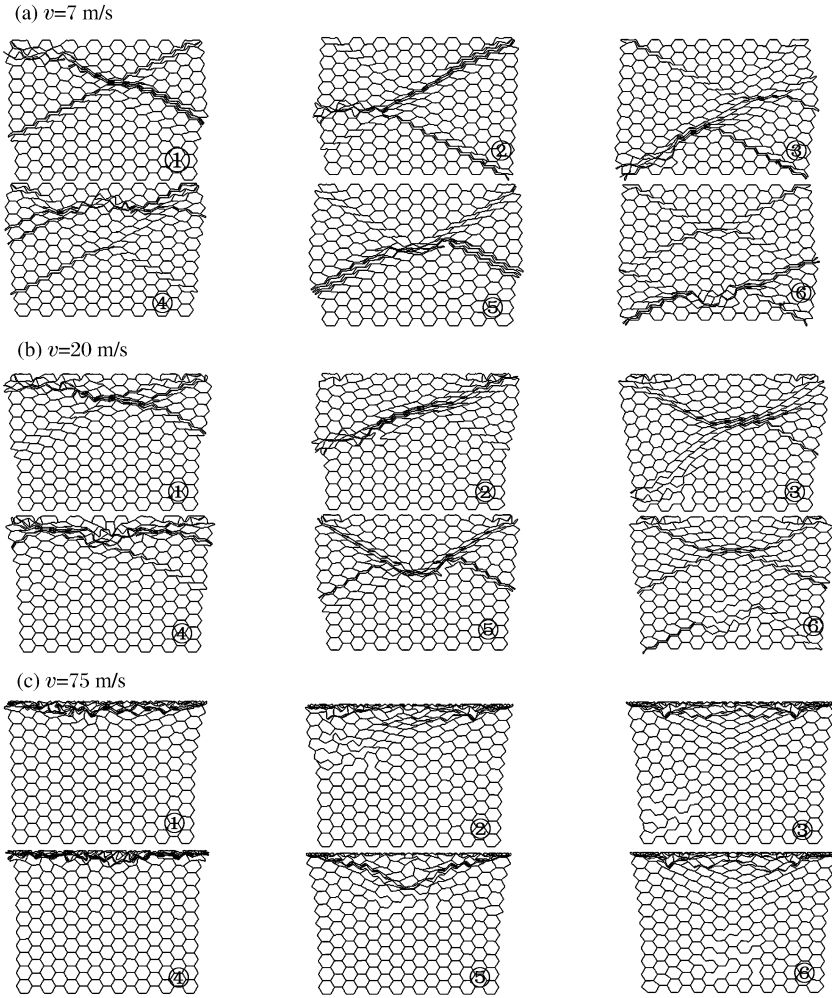 (a) v=7 m/s
① ② ③
④ ⑤ ⑥
(b) v=20 m/s
① ② ③
④ ⑤ ⑥
(c) v=75 m/s
① ② ③
④ ⑤ ⑥